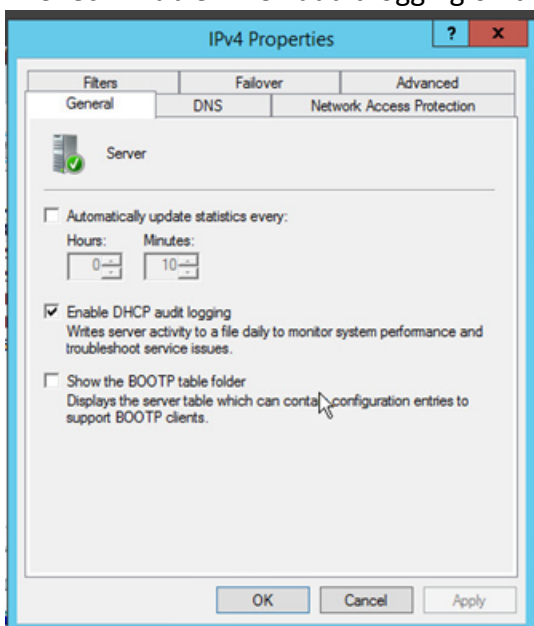 IPv4 Properties
? x
Filters Failover Advanced
General DNS Network Access Protection
Server
Automatically update statistics every:
Hours: Minutes:
0 10
Enable DHCP audit logging
Writes server activity to a file daily to monitor system performance and
troubleshoot service issues.
Show the BOOTP table folder
Displays the server table which can contain configuration entries to
support BOOTP clients.
OK Cancel Apply